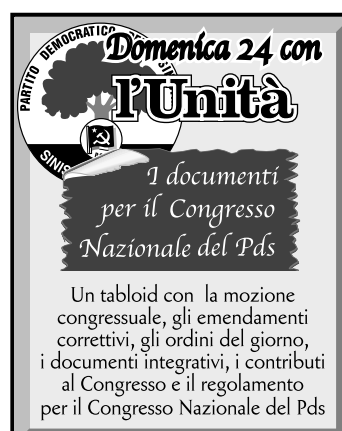 PARTITO DEMOCRATICO
SINIS
Domenica 24 con
l'Unità
I documenti
per il Congresso
Nazionale del Pds
Un tabloid con la mozione
congressuale, gli emendamenti
correttivi, gli ordini del giorno,
i documenti integrativi, i contributi
al Congresso e il regolamento
per il Congresso Nazionale del Pds